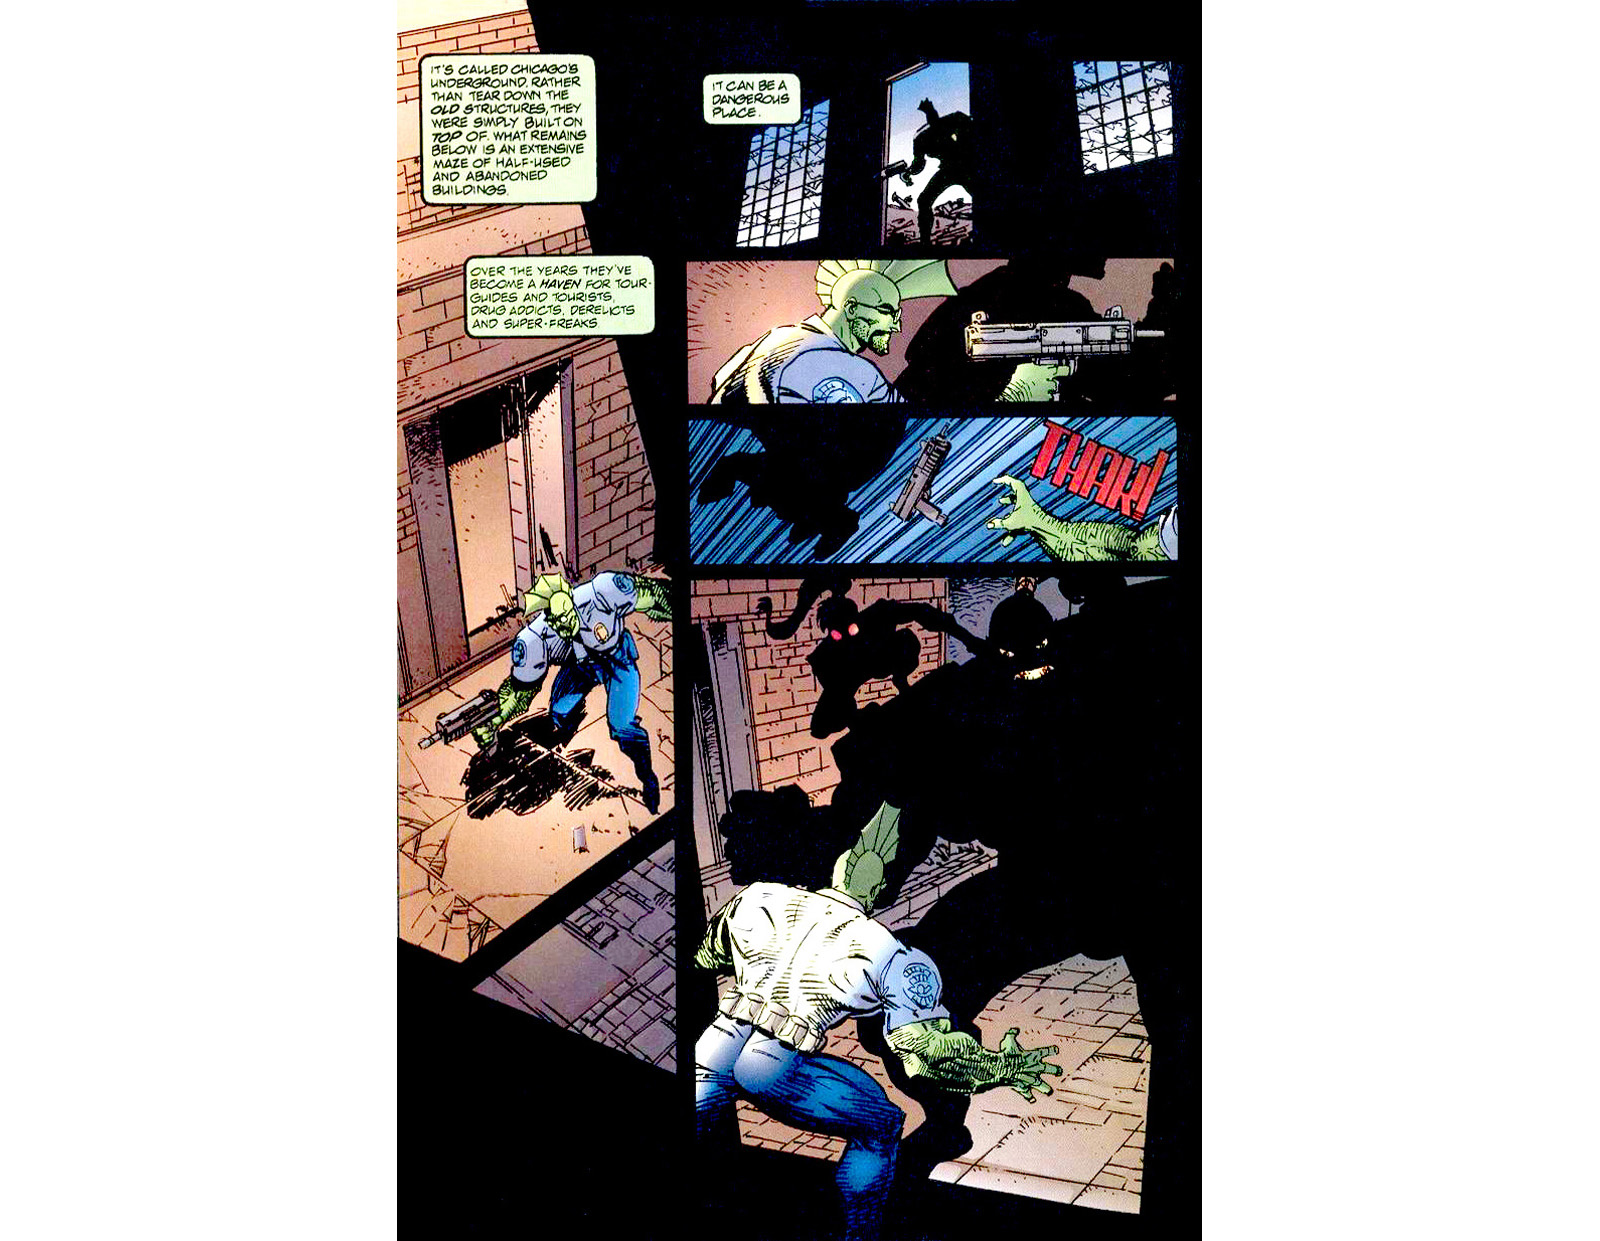 IT'S CALLED CHICAGO'S
UNDERGROUND. RATHER
THAN TEAR DOWN THE
OLD STRUCTURES, THEY
WERE SIMPLY BUILT ON
TOP OF. WHAT REMAINS
BELOW IS AN EXTENSIVE
MAZE OF HALF-USED
AND ABANDONED
BUILDINGS.
OVER THE YEARS THEY'VE
BECOME A HAVEN FOR TOUR-
GUIDES AND TOURISTS,
DRUG ADDICTS, DERELICTS
AND SUPER-FREAKS
IT CAN BE A
DANGEROUS
PLACE.
THAK!